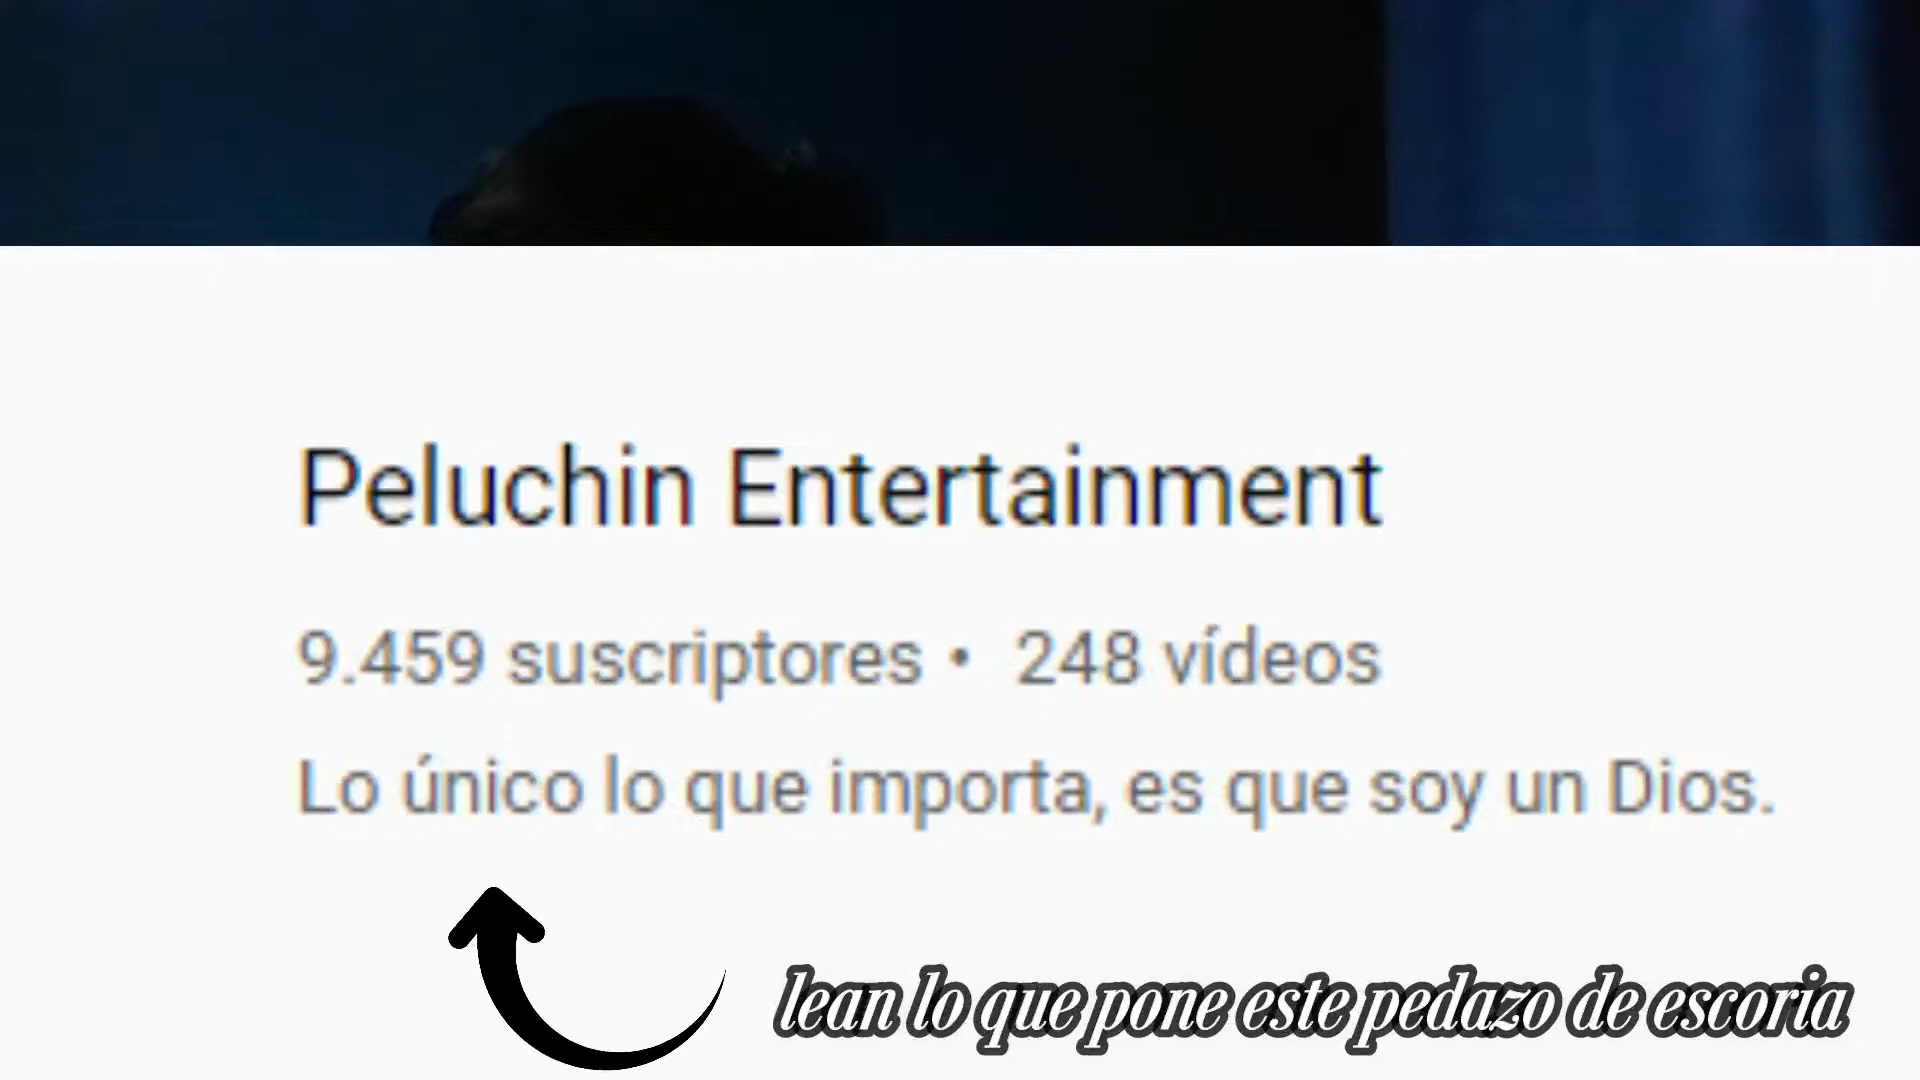 Peluchin Entertainment
9.459 suscriptores • 248 vídeos
Lo único lo que importa, es que soy un Dios.
lean lo que pone este pedazo de escoria